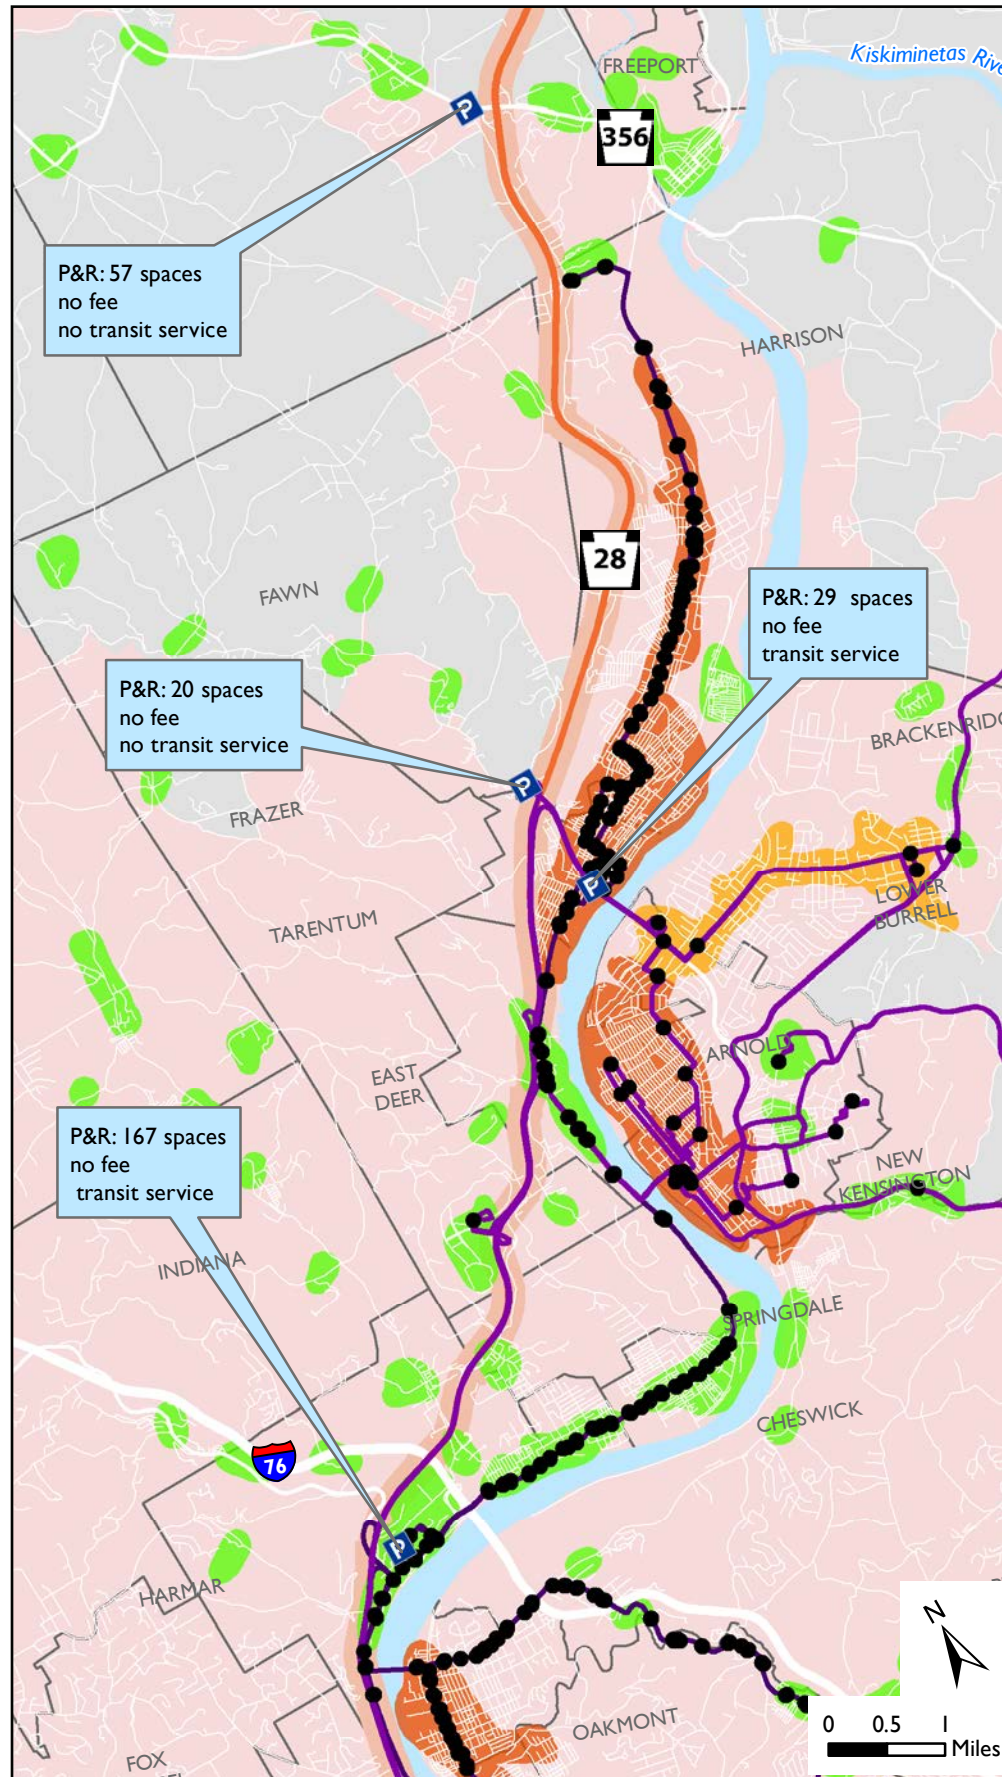 Kiskiminetas
FREEPORT
356
P&R: 57 spaces
no fee
no transit service
HARRISON
28
FAWN
P&R: 29 spaces
no fee
transit service
P&R: 20 spaces
no fee
no transit service
FRAZER
TARENTUM
LOWER
BURRELL
ARNOLD
EAST
DEER
P&R: 167 spaces
no fee
transit service
NEW
KENSINGTON
INDIANA
SPRINGDALE
CHESWICK
76
HARMAR
N
OAKMONT
0 0.5 1
Miles
FOX
P
P
P
P